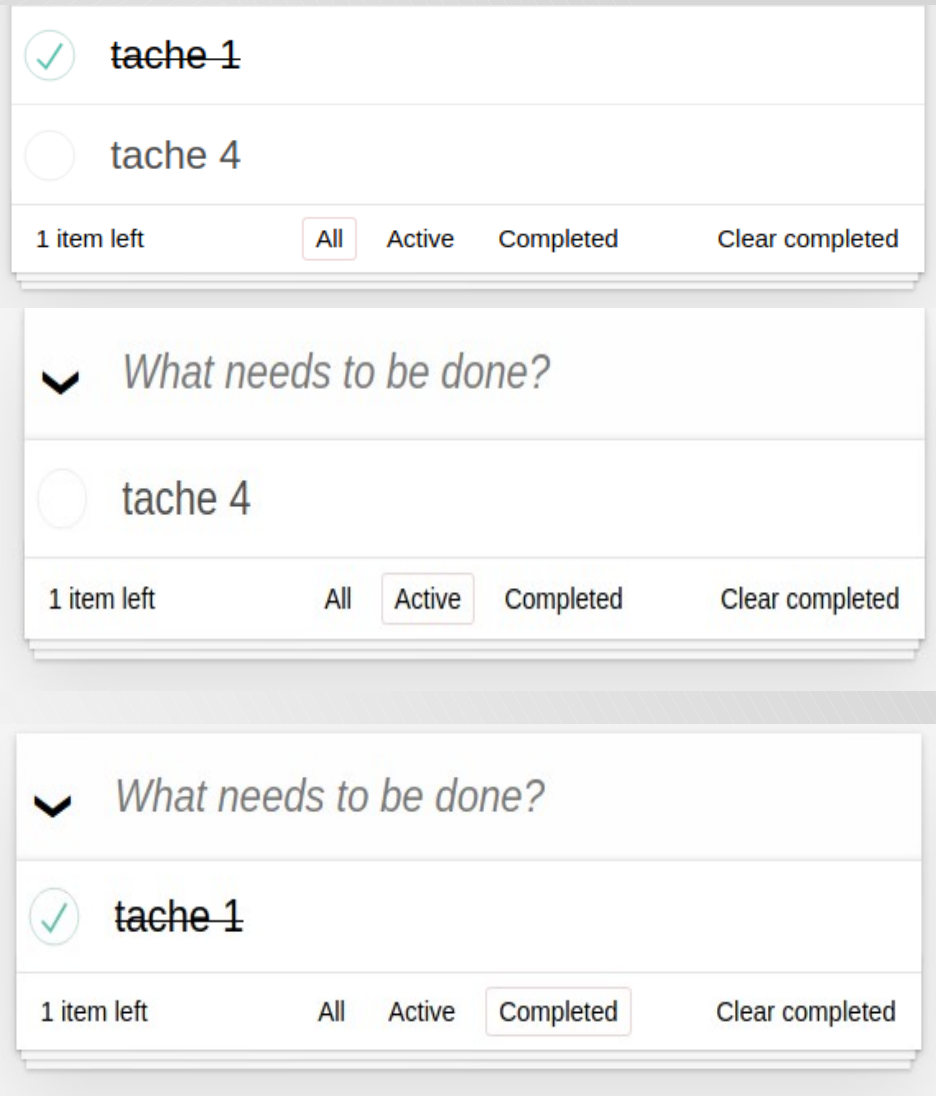 tache 1
tache 4
1 item left All Active Completed Clear completed
What needs to be done?
tache 4
1 item left All Active Completed Clear completed
What needs to be done?
tache 1
1 item left All Active Completed Clear completed